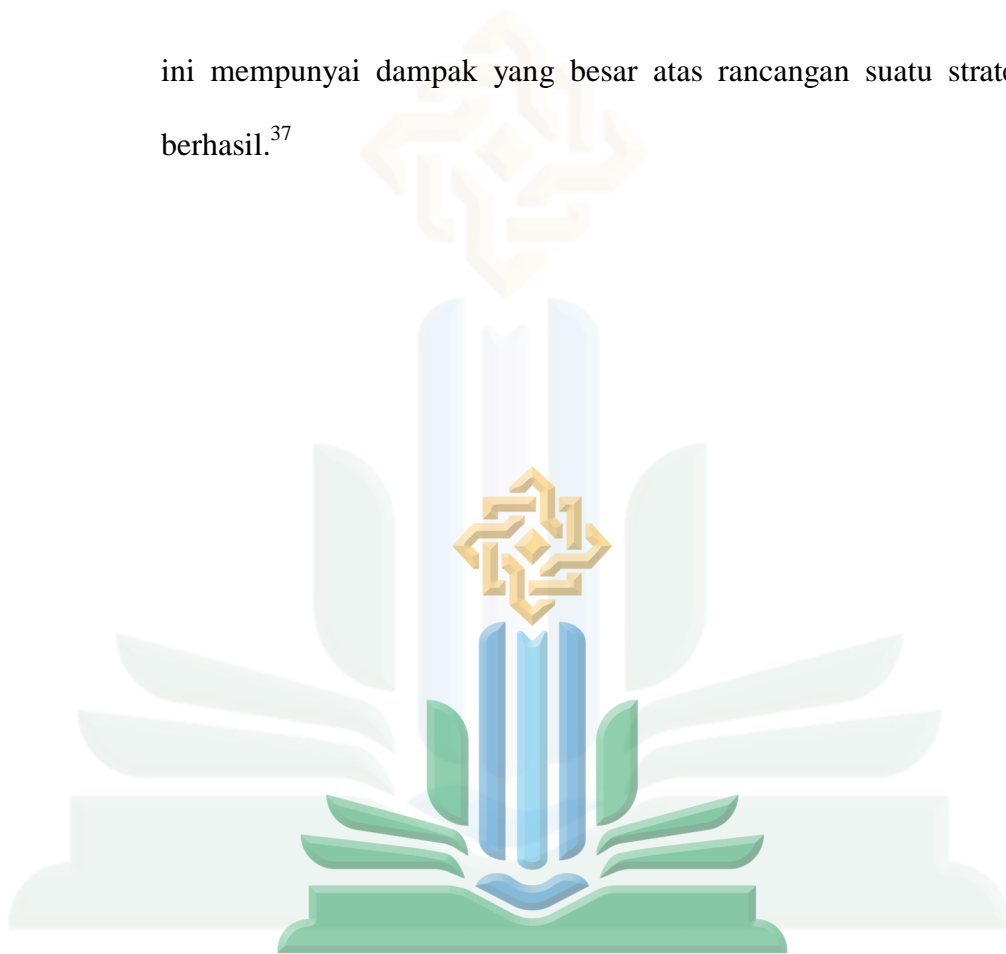 ini mempunyai dampak yang besar atas rancangan suatu
berhasil.37